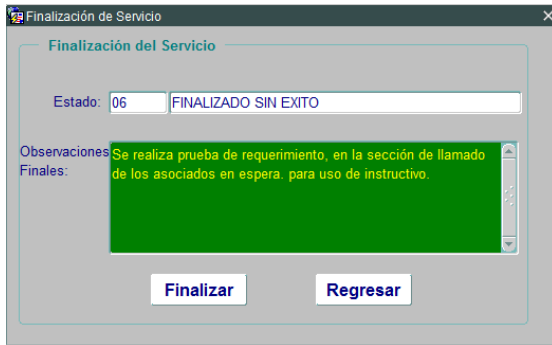 Finalización de Servicio
Finalización del Servicio
Estado: 06 FINALIZADO SIN EXITO
Observaciones Finales:
Se realiza prueba de requerimiento, en la sección de llamado
de los asociados en espera. para uso de instructivo.
Finalizar Regresar